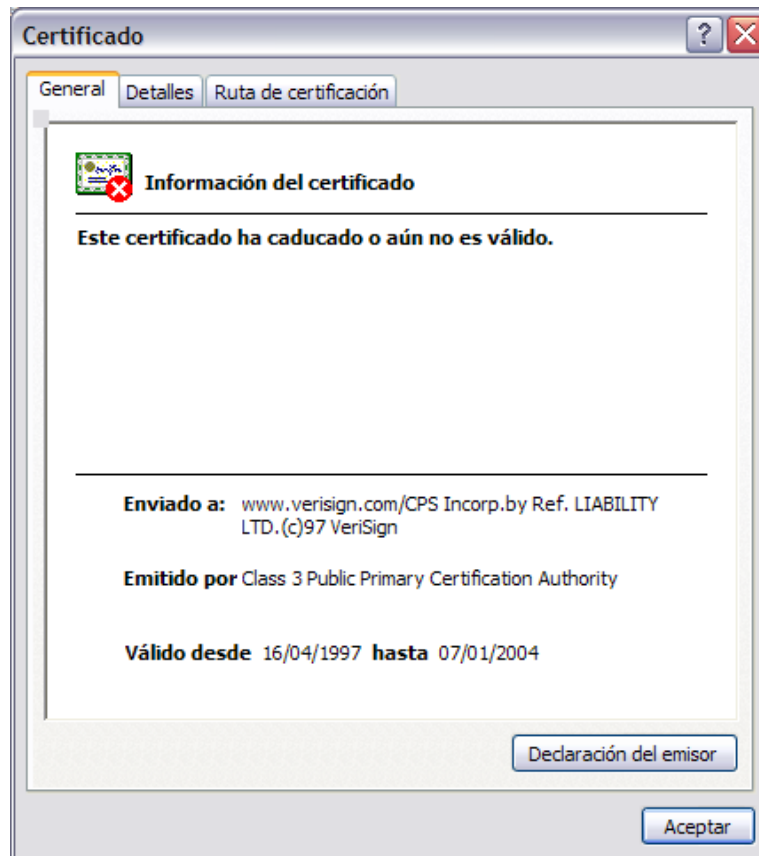 Certificado
General Detalles Ruta de certificación
Información del certificado
Este certificado ha caducado o aún no es válido.
Enviado a: www.verisign.com/CPS Incorp.by Ref. LIABILITY
LTD.(c)97 VeriSign
Emitido por Class 3 Public Primary Certification Authority
Válido desde 16/04/1997 hasta 07/01/2004
Declaración del emisor
Aceptar